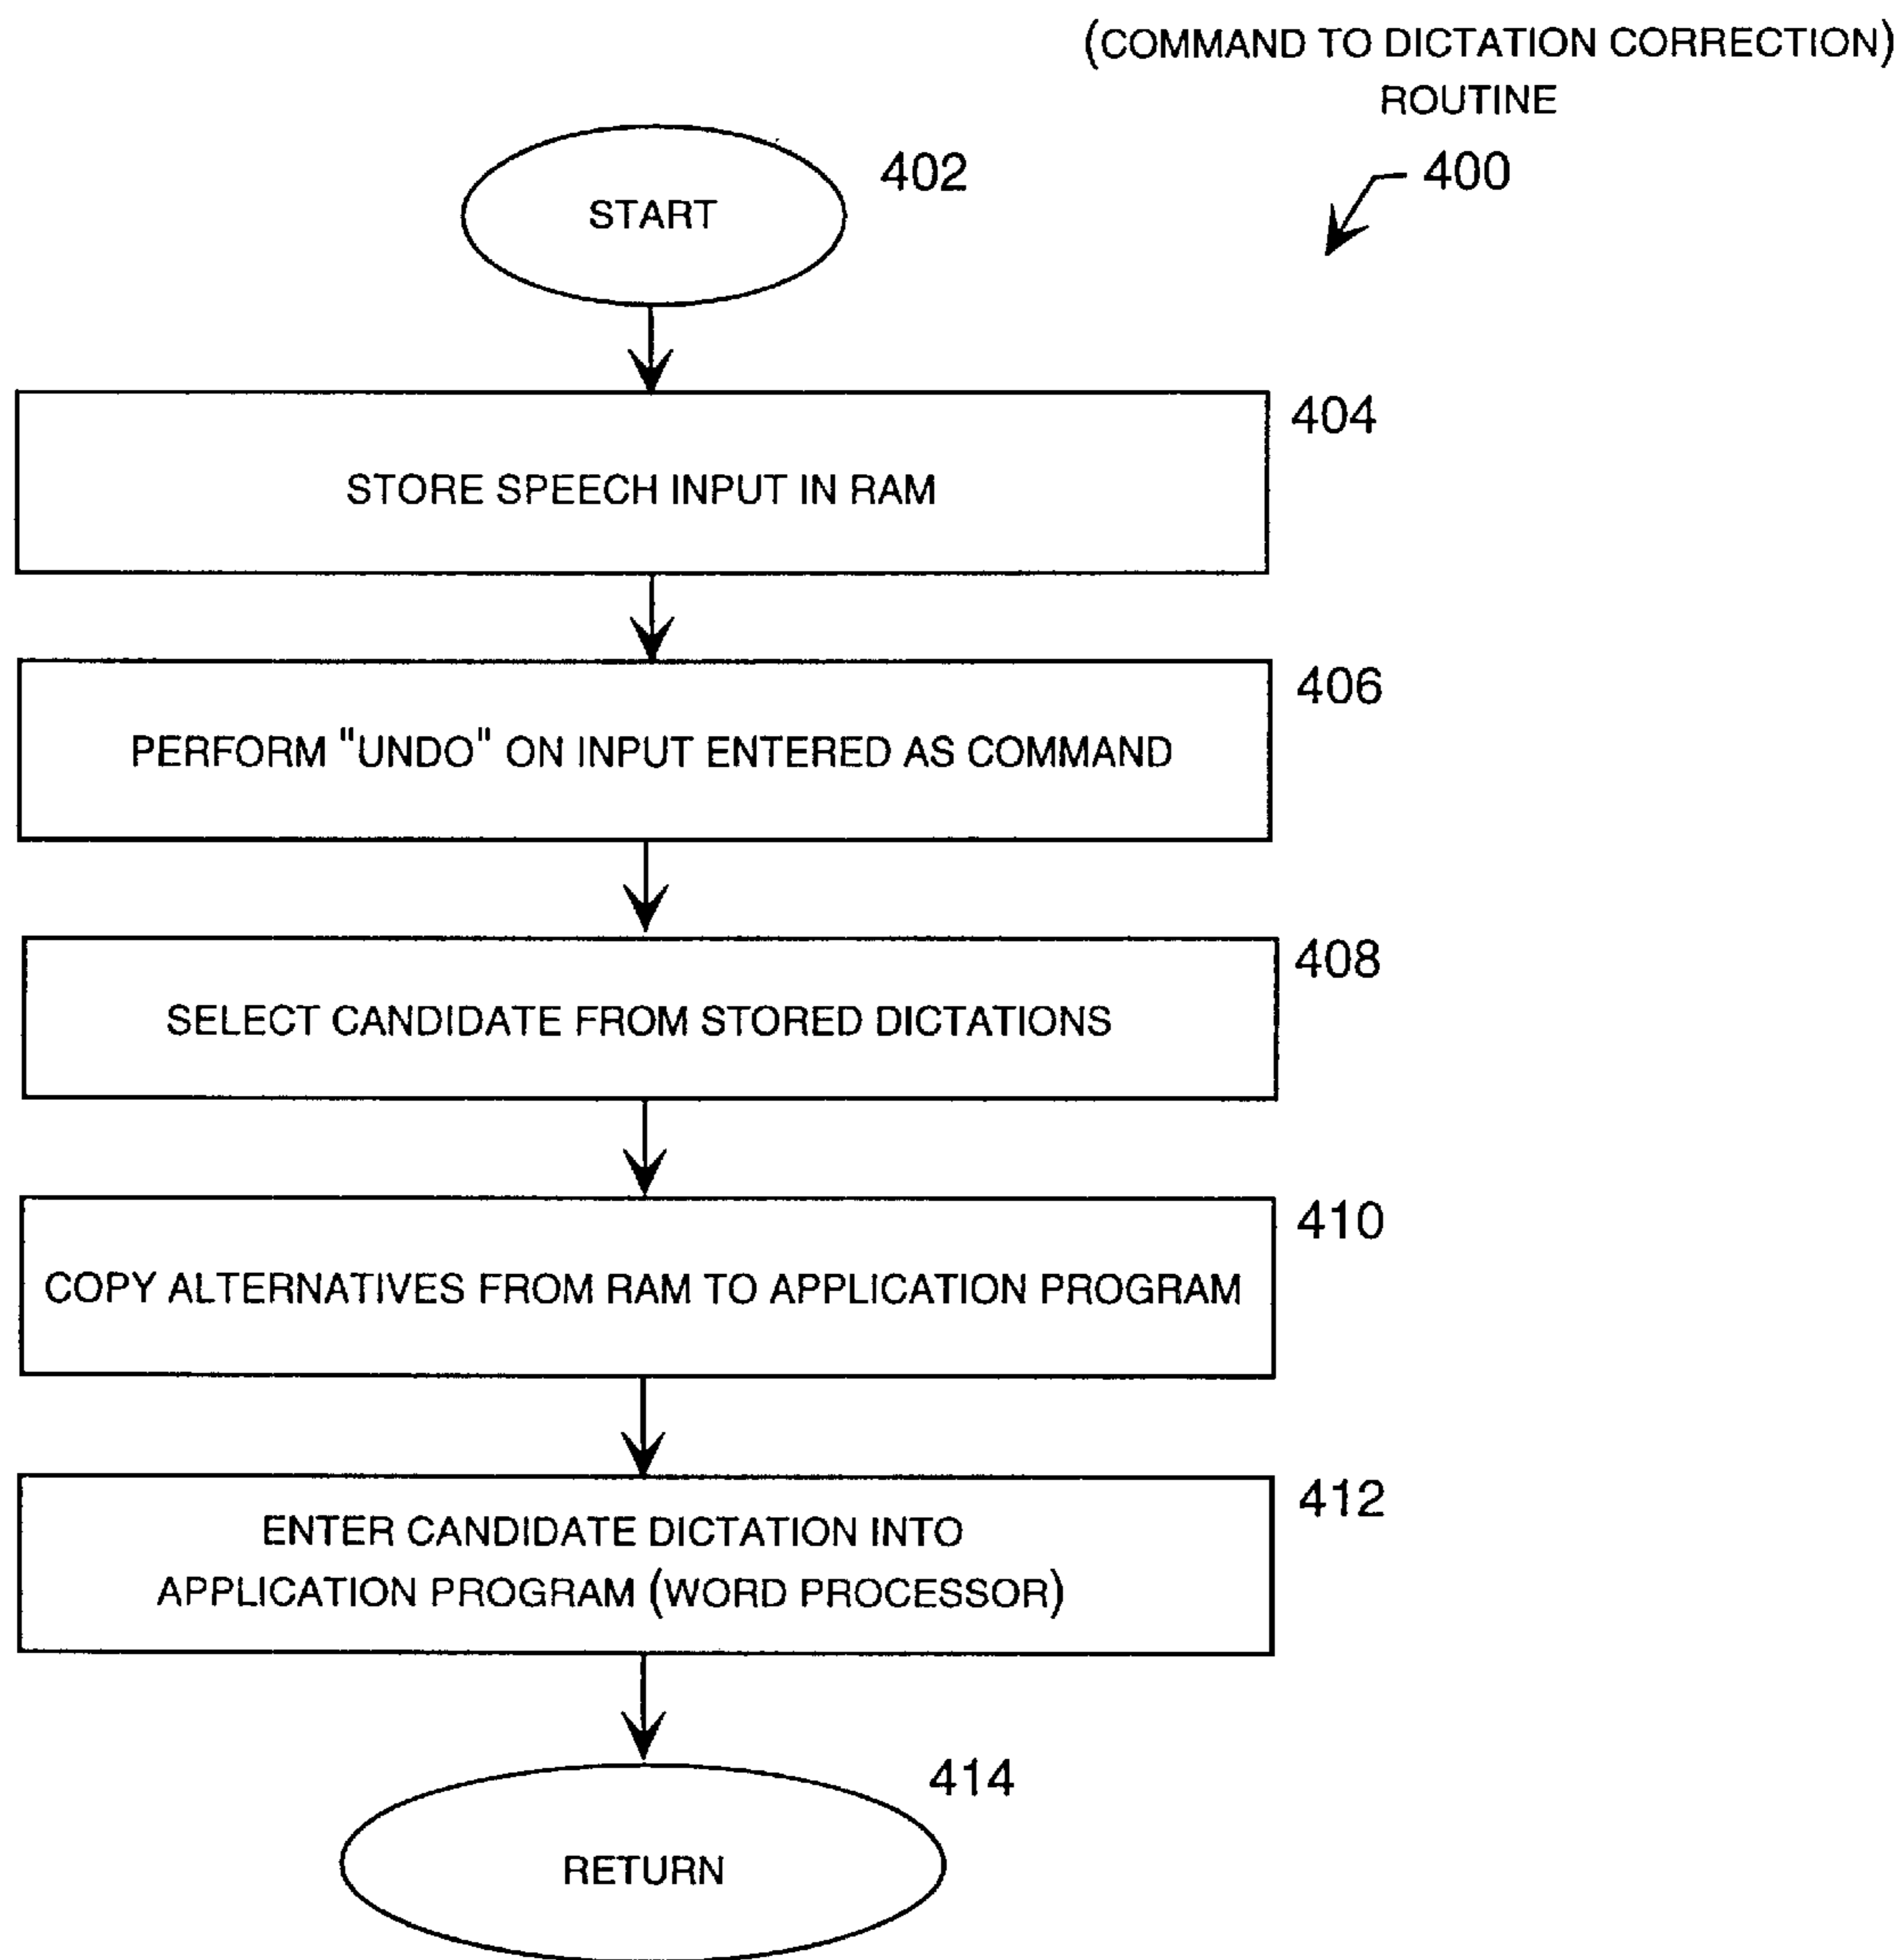 (COMMAND TO DICTATION CORRECTION)
ROUTINE
400
START
402
STORE SPEECH INPUT IN RAM
404
PERFORM "UNDO" ON INPUT ENTERED AS COMMAND
406
SELECT CANDIDATE FROM STORED DICTATIONS
408
COPY ALTERNATIVES FROM RAM TO APPLICATION PROGRAM
410
ENTER CANDIDATE DICTATION INTO
APPLICATION PROGRAM (WORD PROCESSOR)
412
RETURN
414